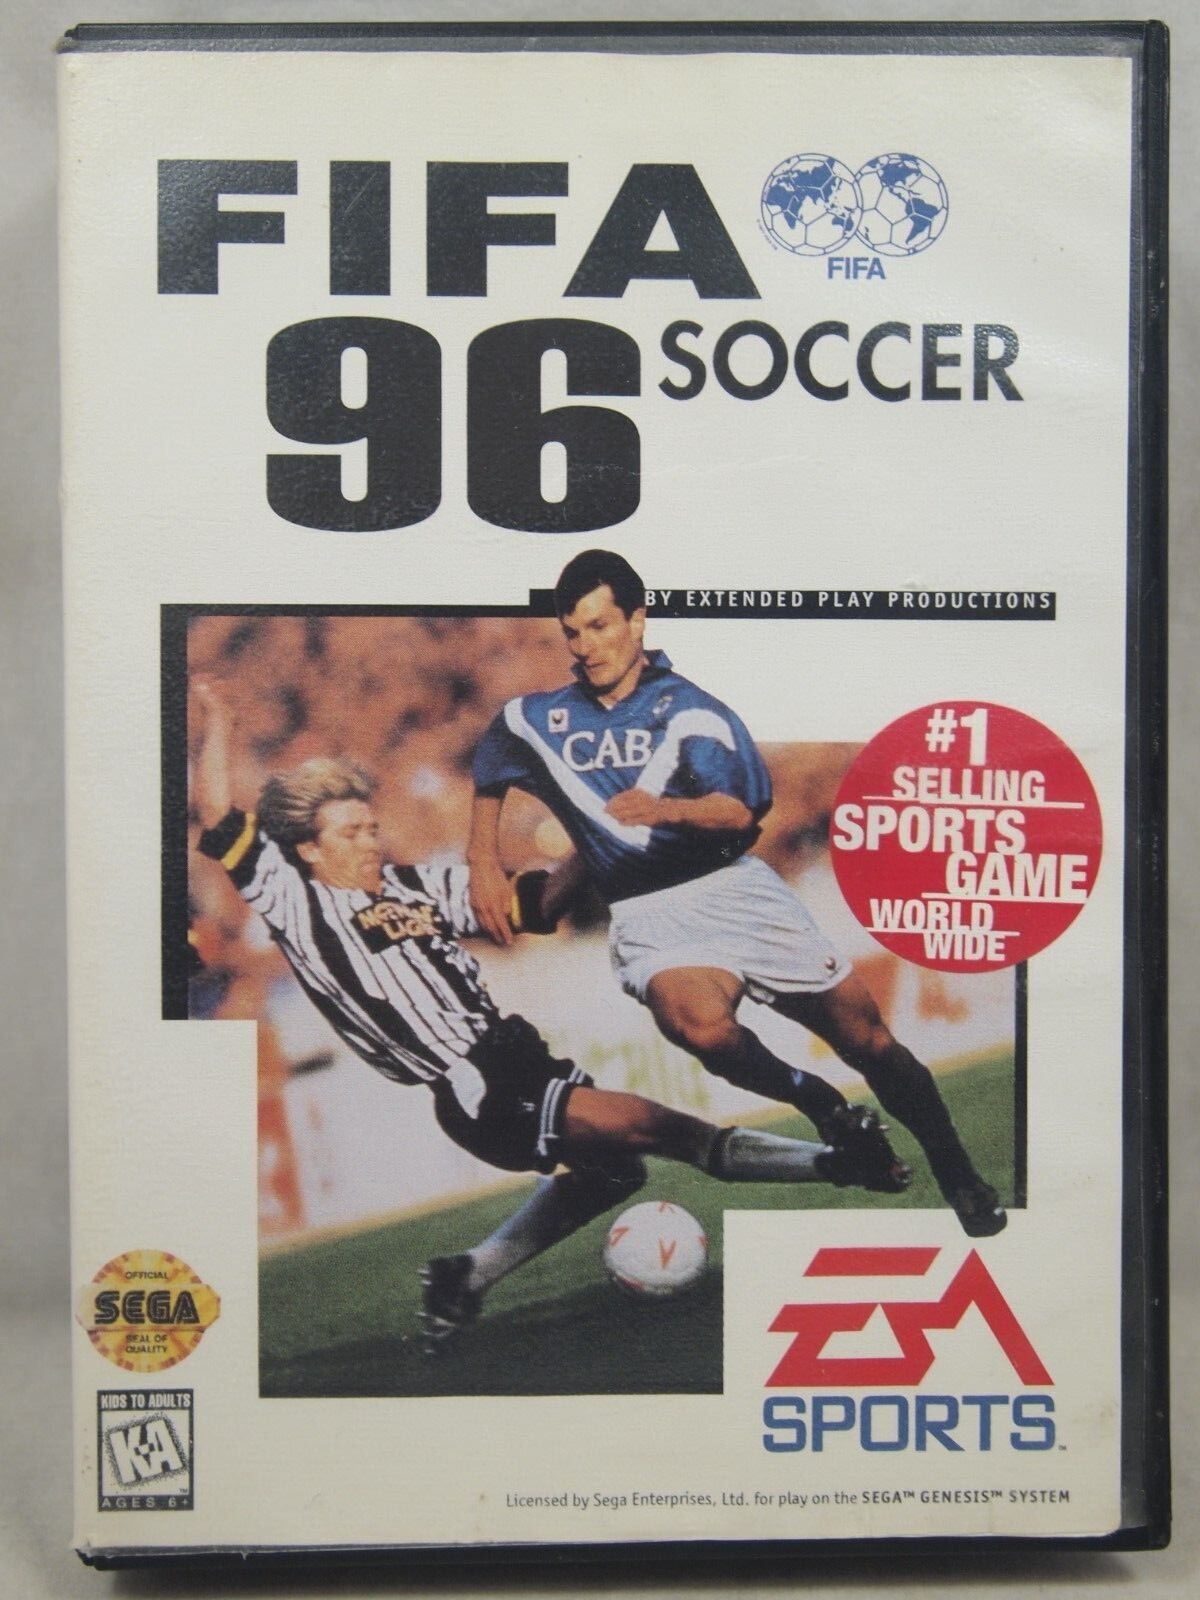 FIFA
FIFA
96 SOCCER
BY EXTENDED PLAY PRODUCTIONS
CAB
#1
SELLING
SPORTS
GAME
WORLD
WIDE
OFFICIAL
SEGA
SEAL OF
QUALITY
KIDS TO ADULTS
K-A
AGES 6+
EA
SPORTS
Licensed by Sega Enterprises, Ltd. for play on the SEGA™ GENESIS™ SYSTEM